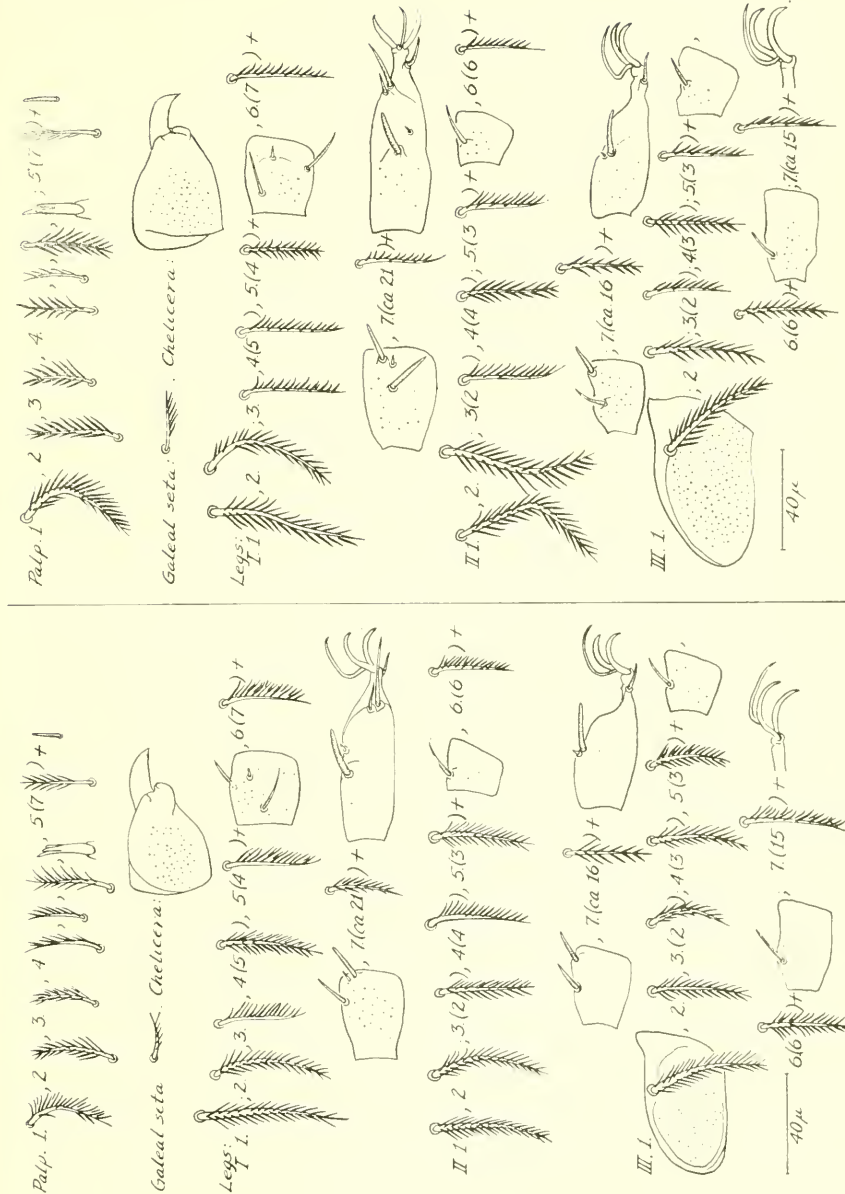 Palp. 1 , 2 , 3 , 4. , , , ; 5(7 ) +
Galeal seta: . Chelicera:
Legs:
I 1 , 2. , 3. , 4(5 ), 5(4 ) + , 6.(7 ) +
, 7.(ca 21 ) +
II 1. , 2. , 3(2 ), 4(4 ); 5.(3 ) + , 6(6 ) +
, 7(ca 16 ) +
III. 1. ; 2 ; 3(2 ); 4(3 ); 5.(3 ) + ,
6.(6 ) + ; 7.(ca 15 ) +
40 μ
Palp. 1. , 2 , 3 , 4 , , , , 5(7 ) +
Galeal seta . Chelicera:
Legs:
I 1. ; 2. , 3. , 4(5 ), 5(4 ) + , 6(7 ) +
, 7.(ca 21 ) +
II 1 , 2 ; 3.(2 ), 4(4 ), 5(3 ) + , 6.(6 ) +
, 7.(ca 16 ) +
III. 1. , 2. , 3.(2 ); 4(3 ), 5(3 ) + ,
6(6 ) + , 7.(15 ) +
40 μ